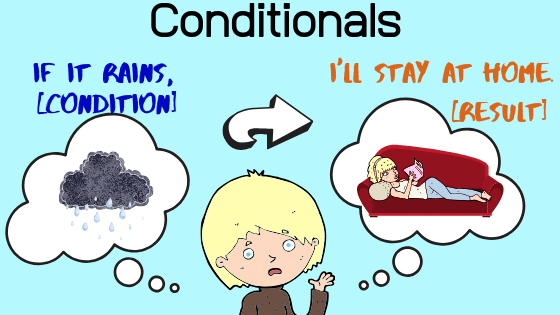 Conditionals
IF IT RAINS,
[CONDITION]
I'LL STAY AT HOME.
[RESULT]